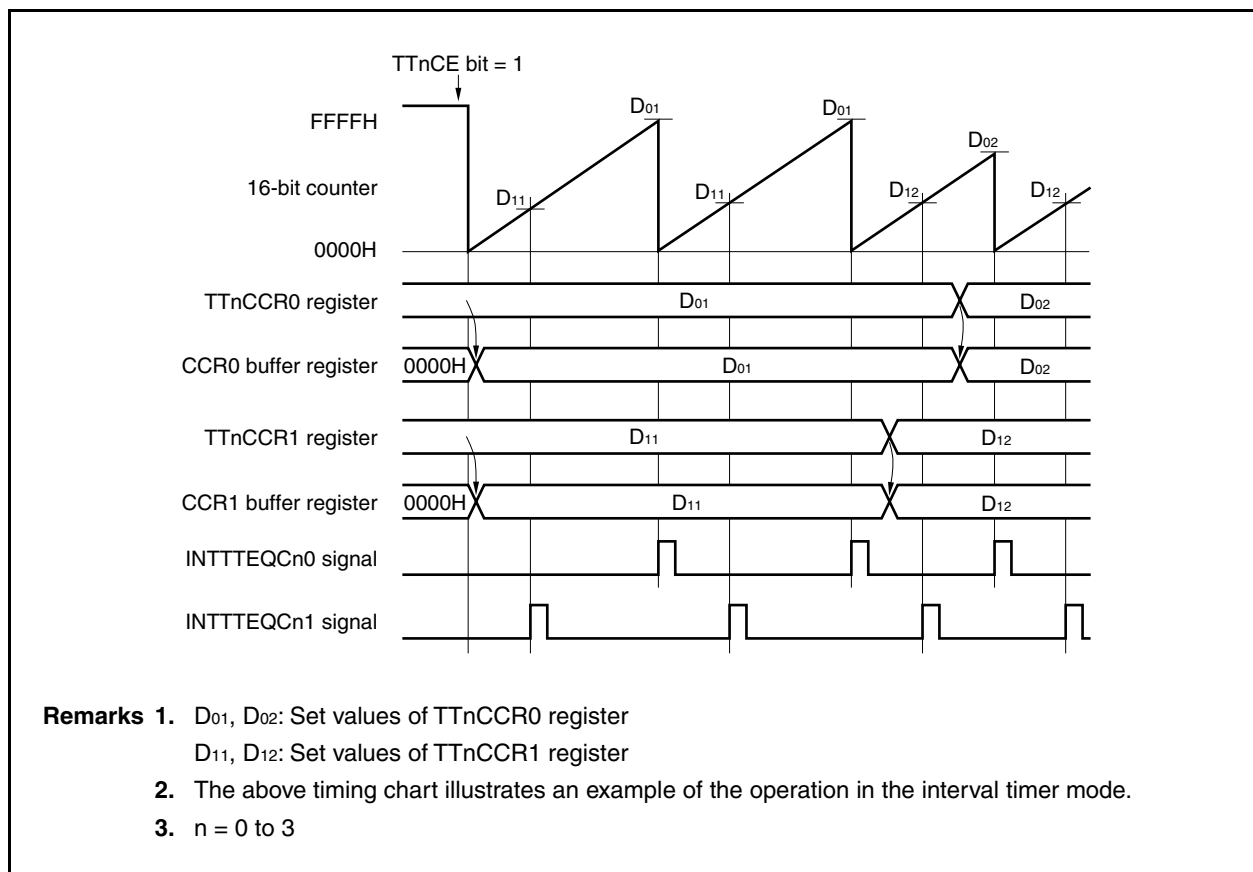 TTnCE bit = 1
D01 D01
FFFFH D02
16-bit counter D11 D11 D12 D12
0000H
TTnCCR0 register D01 D02
CCR0 buffer register 0000H D01 D02
TTnCCR1 register D11 D12
CCR1 buffer register 0000H D11 D12
INTTTEQCn0 signal
INTTTEQCn1 signal
Remarks 1. D01, D02: Set values of TTnCCR0 register
D11, D12: Set values of TTnCCR1 register
2. The above timing chart illustrates an example of the operation in the interval timer mode.
3. n = 0 to 3